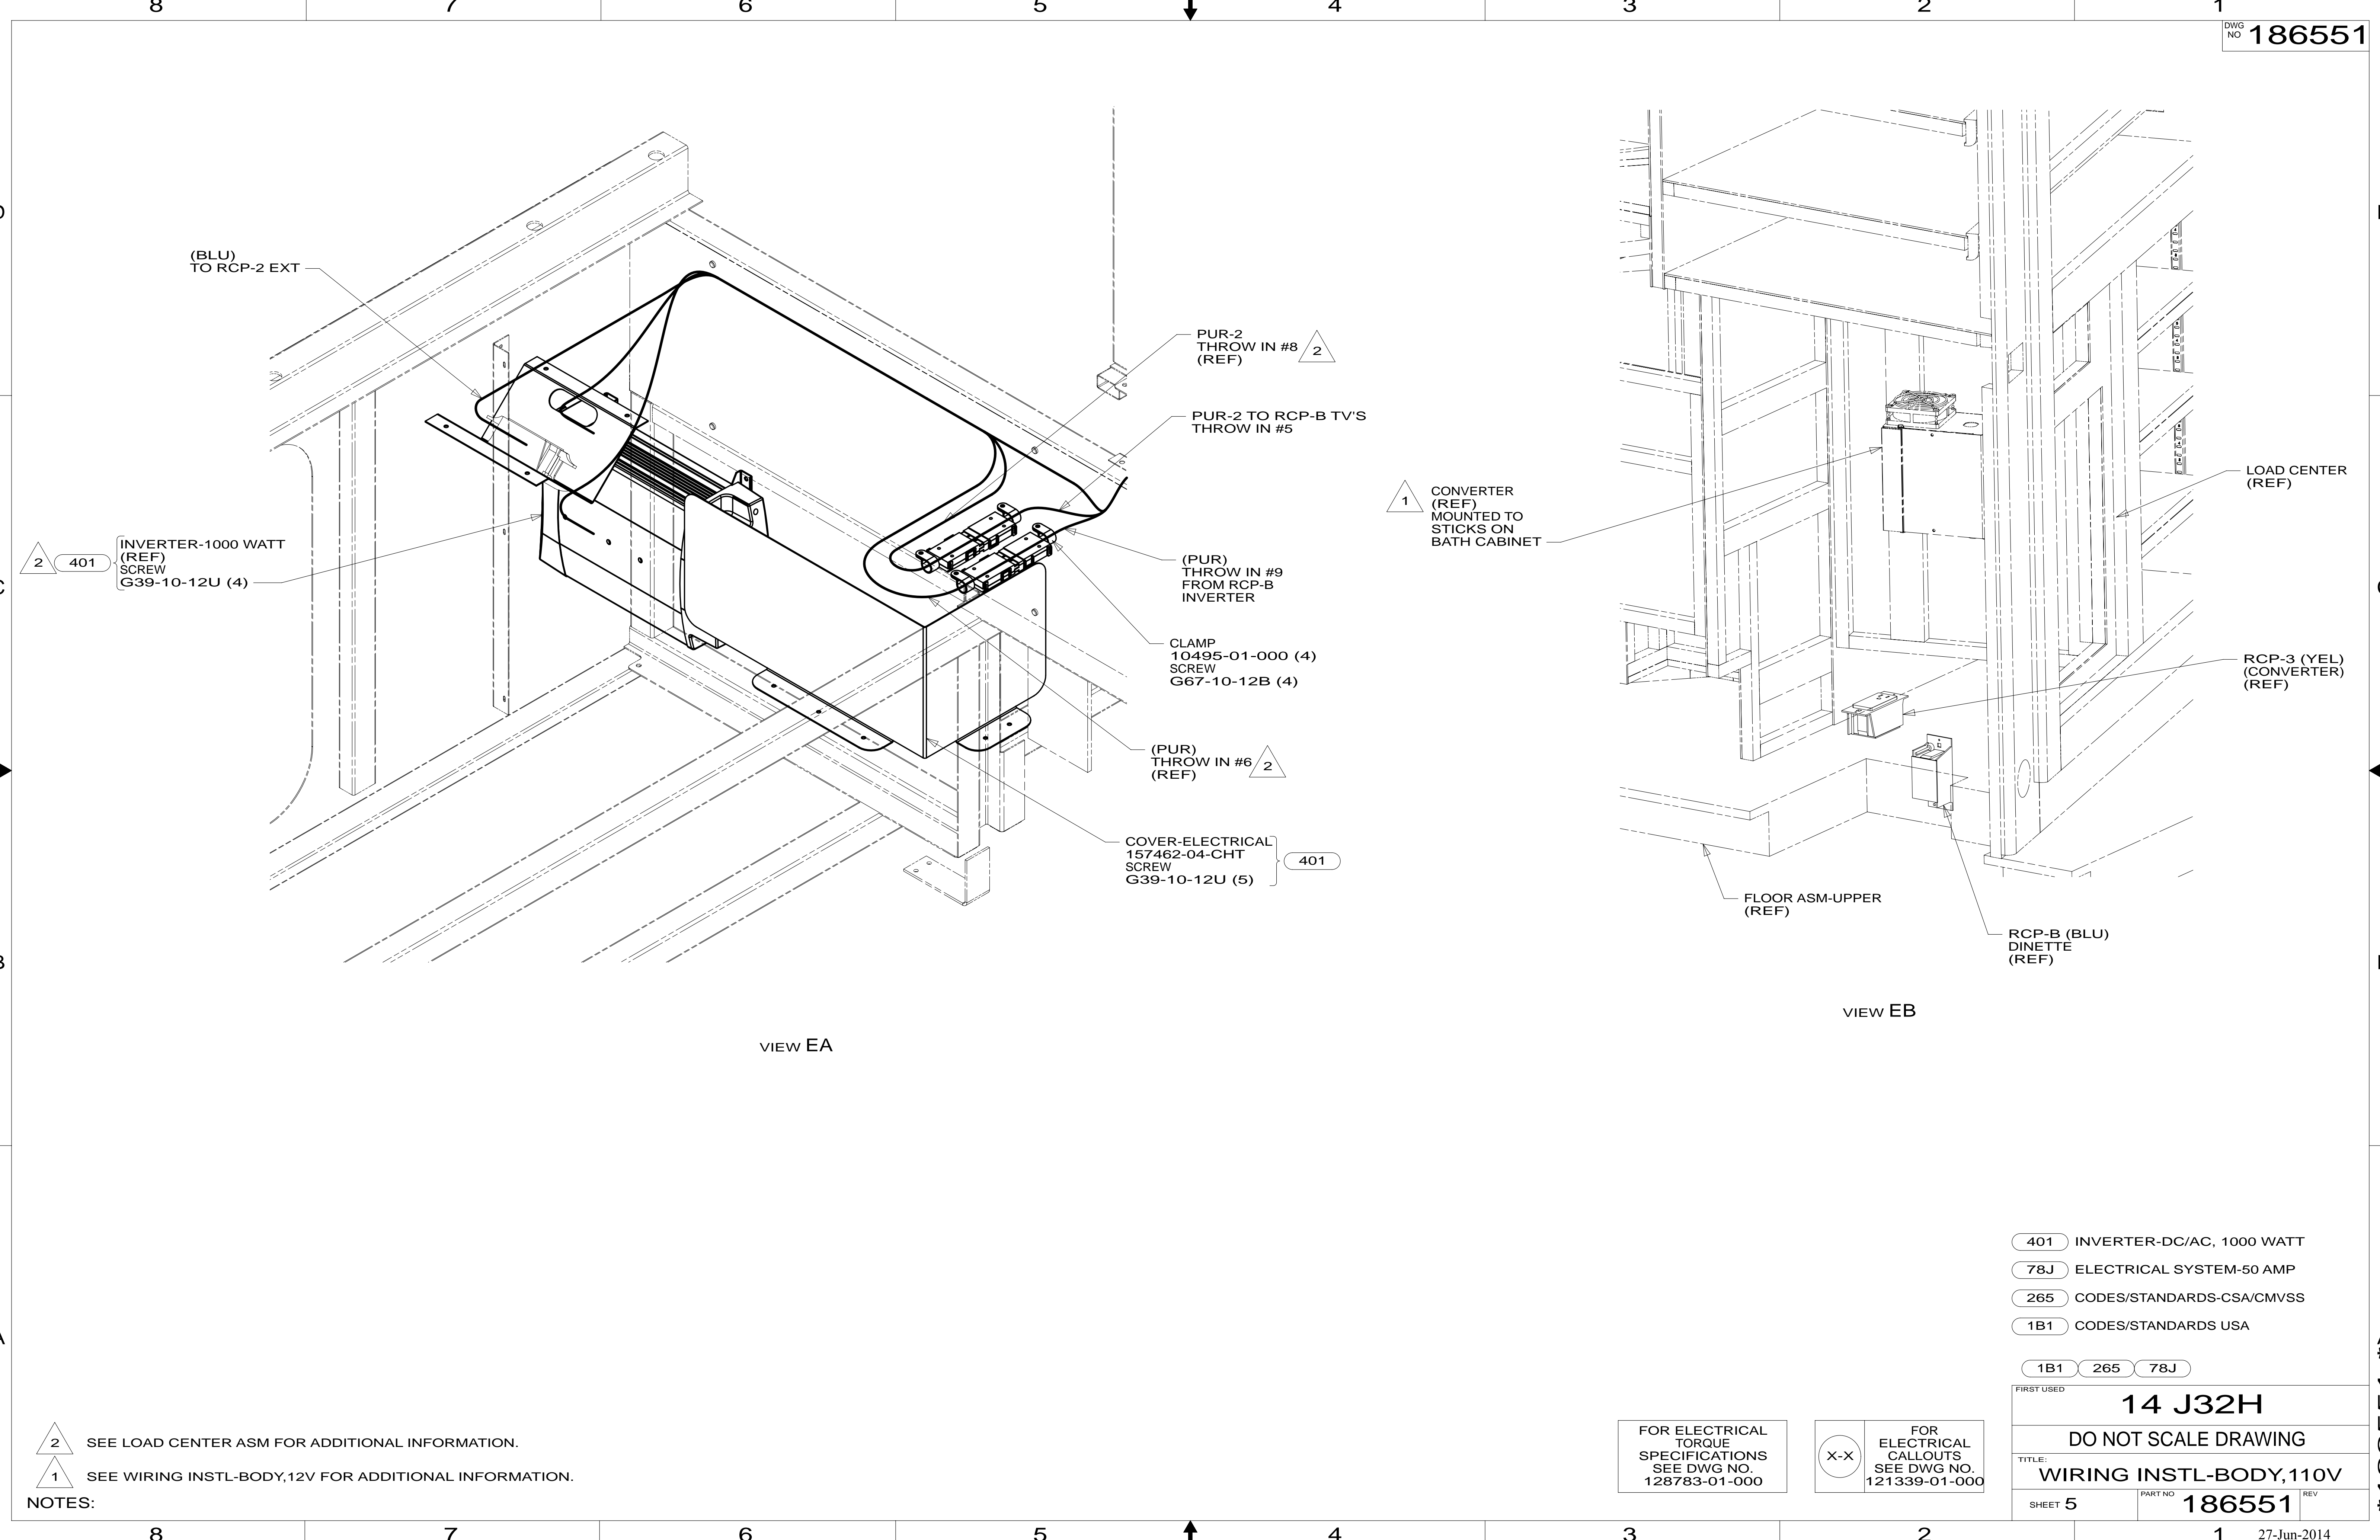 8 7 6 5 4 3 2 1
DWG NO 186551
(BLU)
TO RCP-2 EXT
PUR-2
THROW IN #8
(REF)
2
PUR-2 TO RCP-B TV'S
THROW IN #5
2
401
INVERTER-1000 WATT
(REF)
SCREW
G39-10-12U (4)
(PUR)
THROW IN #9
FROM RCP-B
INVERTER
CLAMP
10495-01-000 (4)
SCREW
G67-10-12B (4)
(PUR)
THROW IN #6
(REF)
2
COVER-ELECTRICAL
157462-04-CHT
SCREW
G39-10-12U (5)
401
VIEW EA
1
CONVERTER
(REF)
MOUNTED TO
STICKS ON
BATH CABINET
LOAD CENTER
(REF)
RCP-3 (YEL)
(CONVERTER)
(REF)
FLOOR ASM-UPPER
(REF)
RCP-B (BLU)
DINETTE
(REF)
VIEW EB
401 INVERTER-DC/AC, 1000 WATT
78J ELECTRICAL SYSTEM-50 AMP
265 CODES/STANDARDS-CSA/CMVSS
1B1 CODES/STANDARDS USA
1B1 265 78J
FIRST USED
14 J32H
DO NOT SCALE DRAWING
TITLE:
WIRING INSTL-BODY,110V
SHEET 5
PART NO 186551
REV
FOR ELECTRICAL
TORQUE
SPECIFICATIONS
SEE DWG NO.
128783-01-000
X-X
FOR
ELECTRICAL
CALLOUTS
SEE DWG NO.
121339-01-000
2 SEE LOAD CENTER ASM FOR ADDITIONAL INFORMATION.
1 SEE WIRING INSTL-BODY,12V FOR ADDITIONAL INFORMATION.
NOTES:
8 7 6 5 4 3 2 1
27-Jun-2014